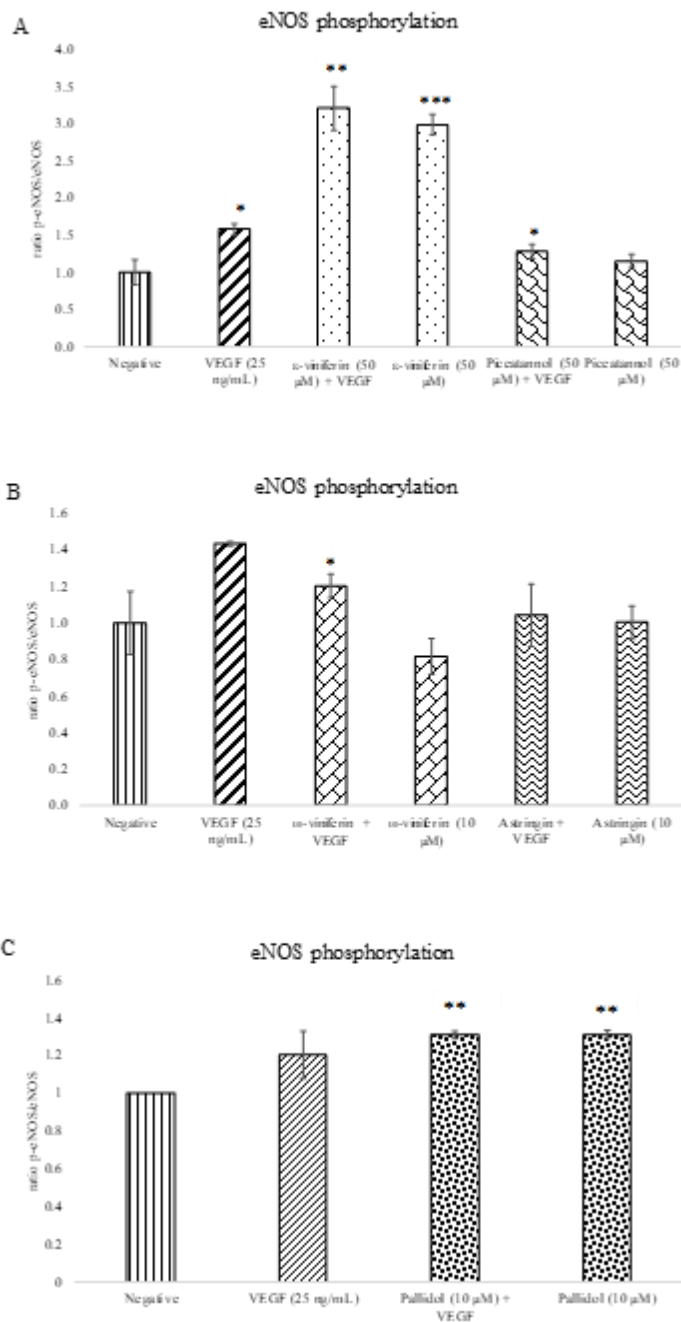 A
eNOS phosphorylation
ratio p-eNOS/eNOS
4.0
3.5
3.0
2.5
2.0
1.5
1.0
0.5
0.0
*
**
***
*
Negative
VEGF (25
ng/mL)
ε-viniferin (50
μM) + VEGF
ε-viniferin (50
μM)
Piceatannol (50
μM) + VEGF
Piceatannol (50
μM)
B
eNOS phosphorylation
ratio p-eNOS/eNOS
1.6
1.4
1.2
1.0
0.8
0.6
0.4
0.2
0.0
*
Negative
VEGF (25
ng/mL)
ω-viniferin +
VEGF
ω-viniferin (10
μM)
Astringin +
VEGF
Astringin (10
μM)
C
eNOS phosphorylation
ratio p-eNOS/eNOS
1.6
1.4
1.2
1
0.8
0.6
0.4
0.2
0
**
**
Negative
VEGF (25 ng/mL)
Pallidol (10 μM) +
VEGF
Pallidol (10 μM)